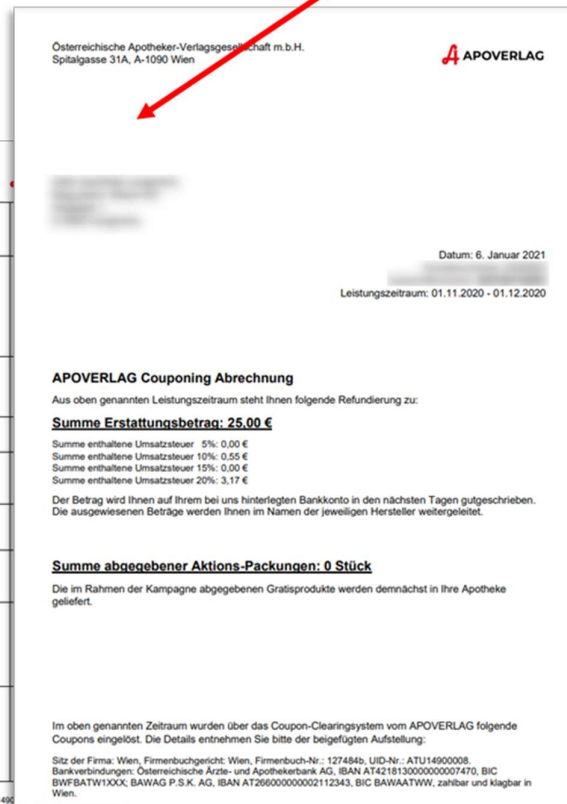 Österreichische Apotheker-Verlagsgesellschaft m.b.H.
Spitalgasse 31A, A-1090 Wien
APOVERLAG
Datum: 6. Januar 2021
Leistungszeitraum: 01.11.2020 - 01.12.2020
APOVERLAG Couponing Abrechnung
Aus oben genannten Leistungszeitraum steht Ihnen folgende Refundierung zu:
Summe Erstattungsbetrag: 25,00 €
Summe enthaltene Umsatzsteuer 5%: 0,00 €
Summe enthaltene Umsatzsteuer 10%: 0,55 €
Summe enthaltene Umsatzsteuer 15%: 0,00 €
Summe enthaltene Umsatzsteuer 20%: 3,17 €
Der Betrag wird Ihnen auf Ihrem bei uns hinterlegten Bankkonto in den nächsten Tagen gutgeschrieben.
Die ausgewiesenen Beträge werden Ihnen im Namen der jeweiligen Hersteller weitergeleitet.
Summe abgegebener Aktions-Packungen: 0 Stück
Die im Rahmen der Kampagne abgegebenen Gratisprodukte werden demnächst in Ihre Apotheke
geliefert.
Im oben genannten Zeitraum wurden über das Coupon-Clearingsystem vom APOVERLAG folgende
Coupons eingelöst. Die Details entnehmen Sie bitte der beigefügten Aufstellung:
Sitz der Firma: Wien, Firmenbuchgericht: Wien, Firmenbuch-Nr.: 127484b, UID-Nr.: ATU14900008.
Bankverbindungen: Österreichische Ärzte- und Apothekerbank AG, IBAN AT421813000000007470, BIC
BWFBATW1XXX; BAWAG P.S.K. AG, IBAN AT266000000002112343, BIC BAWAATWW, zahlbar und klagbar in
Wien.